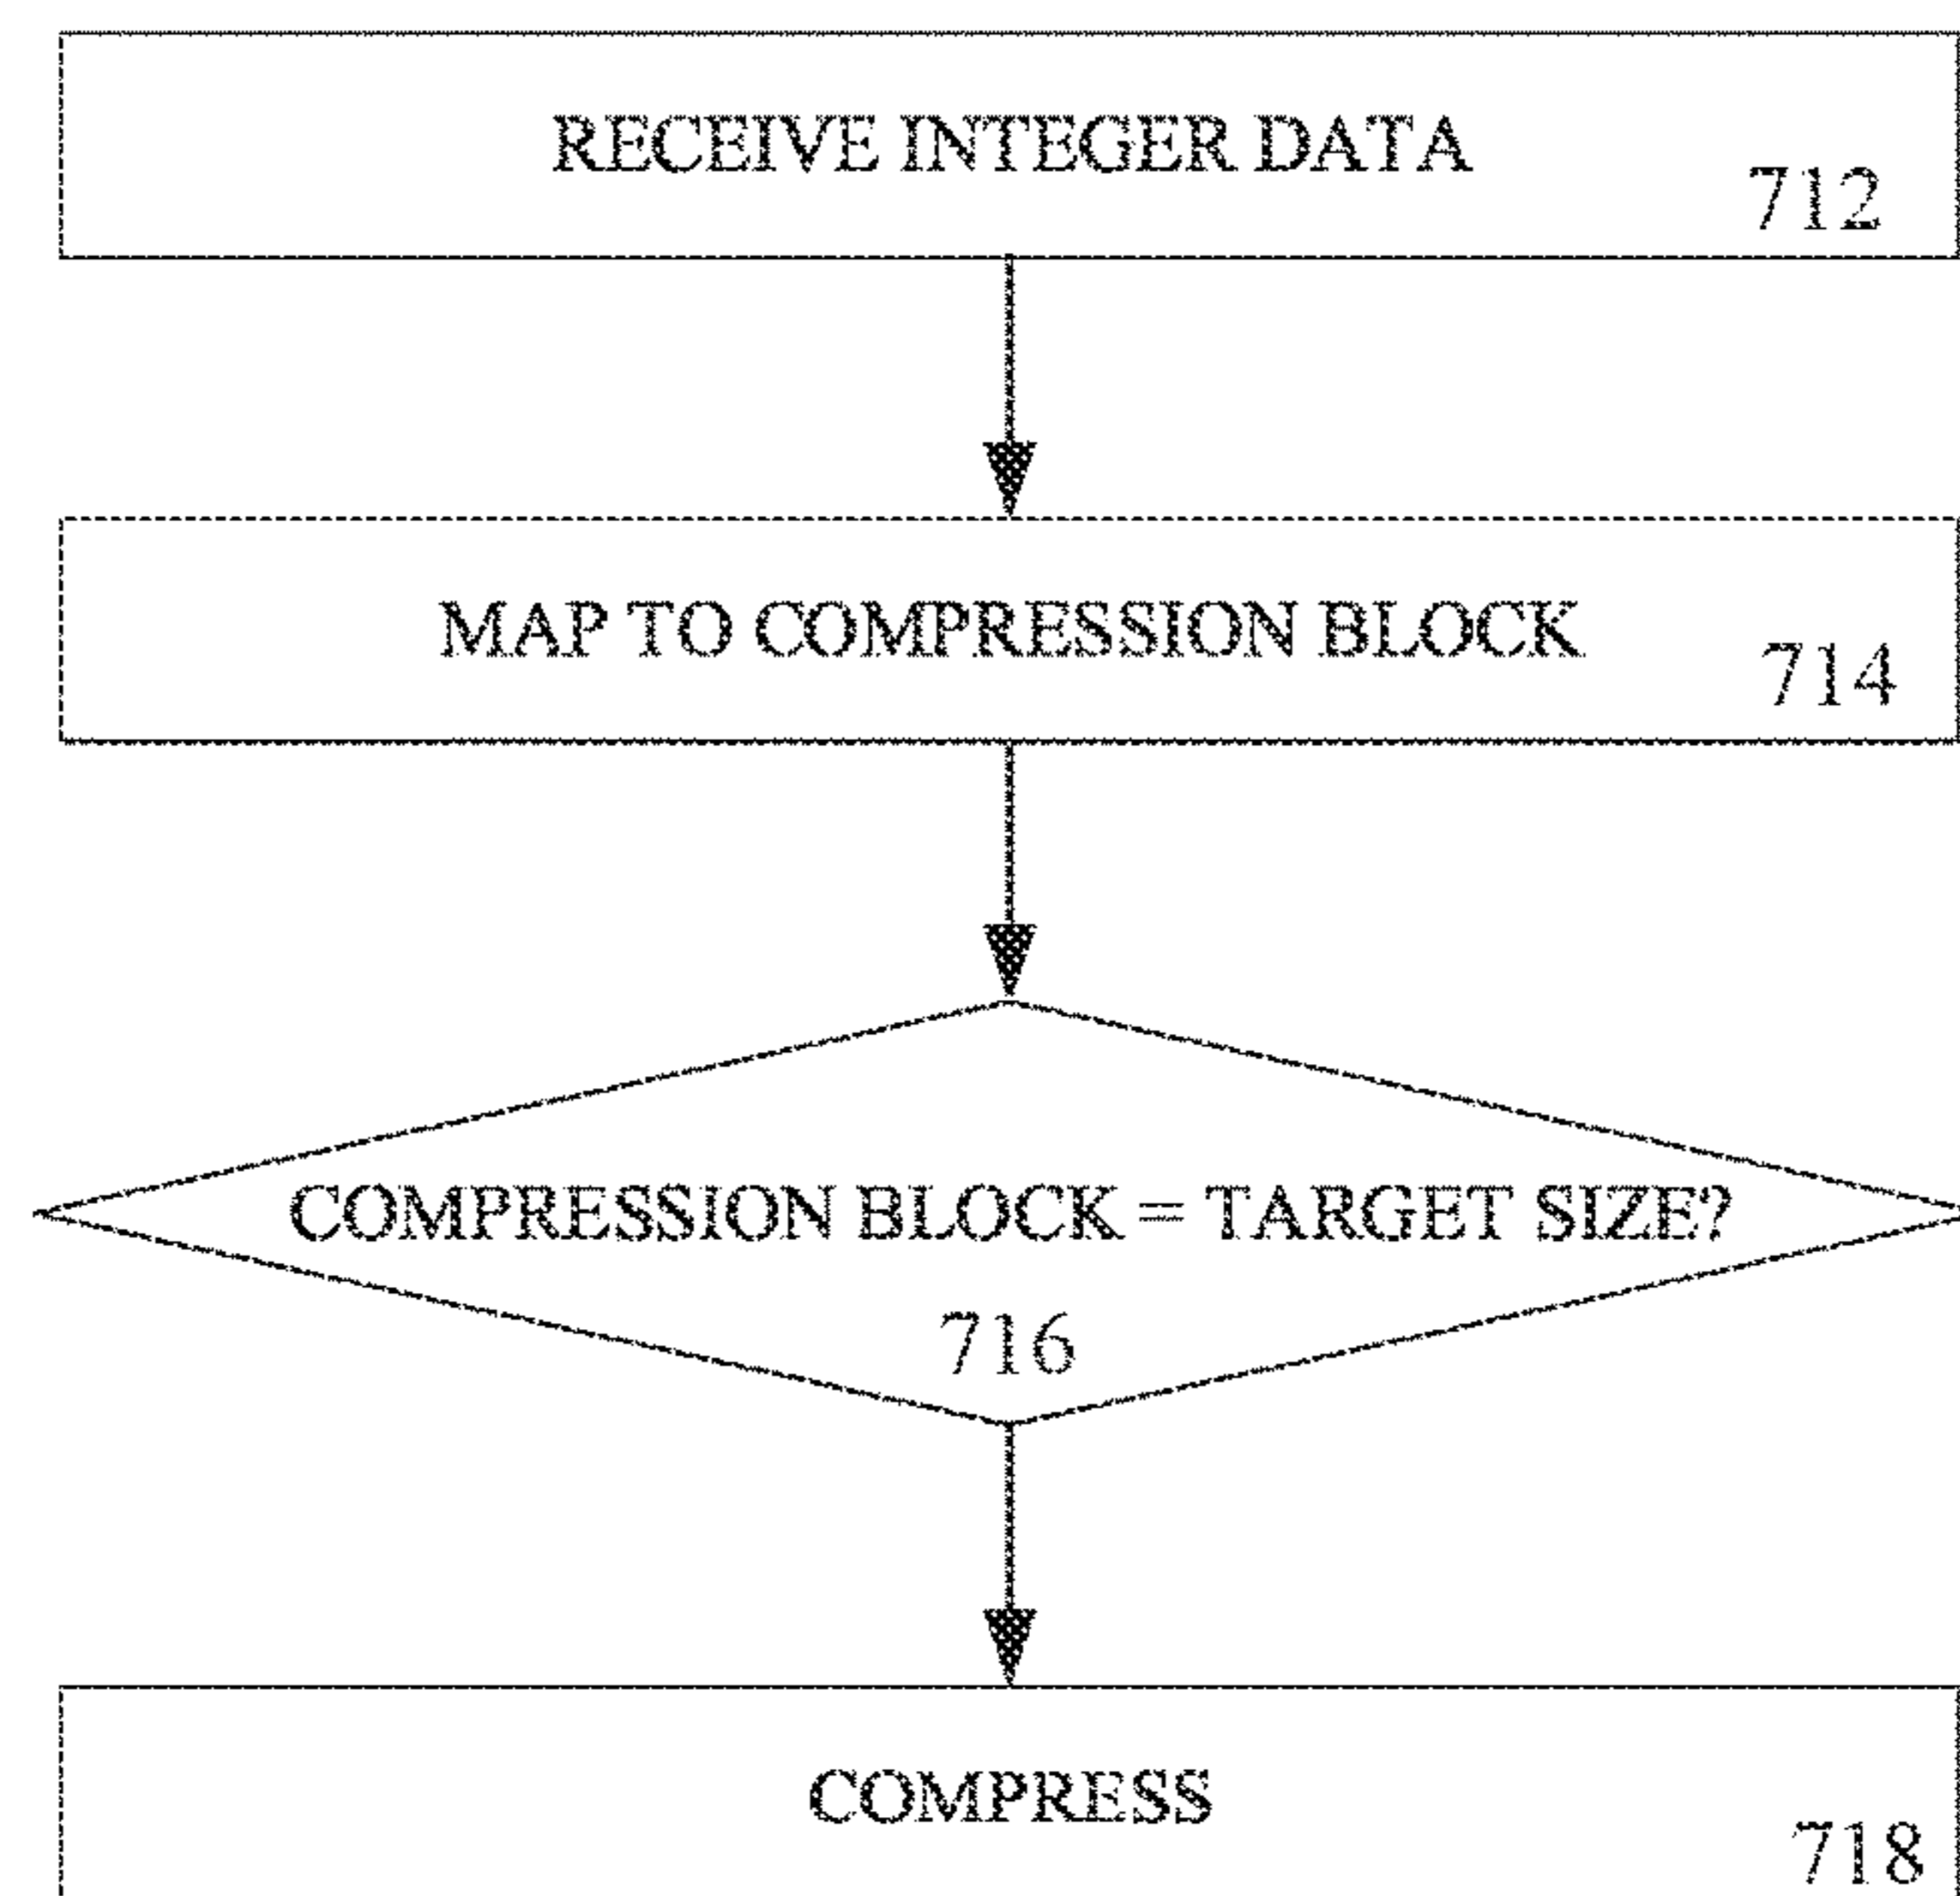 RECEIVE INTEGER DATA
712
MAP TO COMPRESSION BLOCK
714
COMPRESSION BLOCK = TARGET SIZE?
716
COMPRESS
718